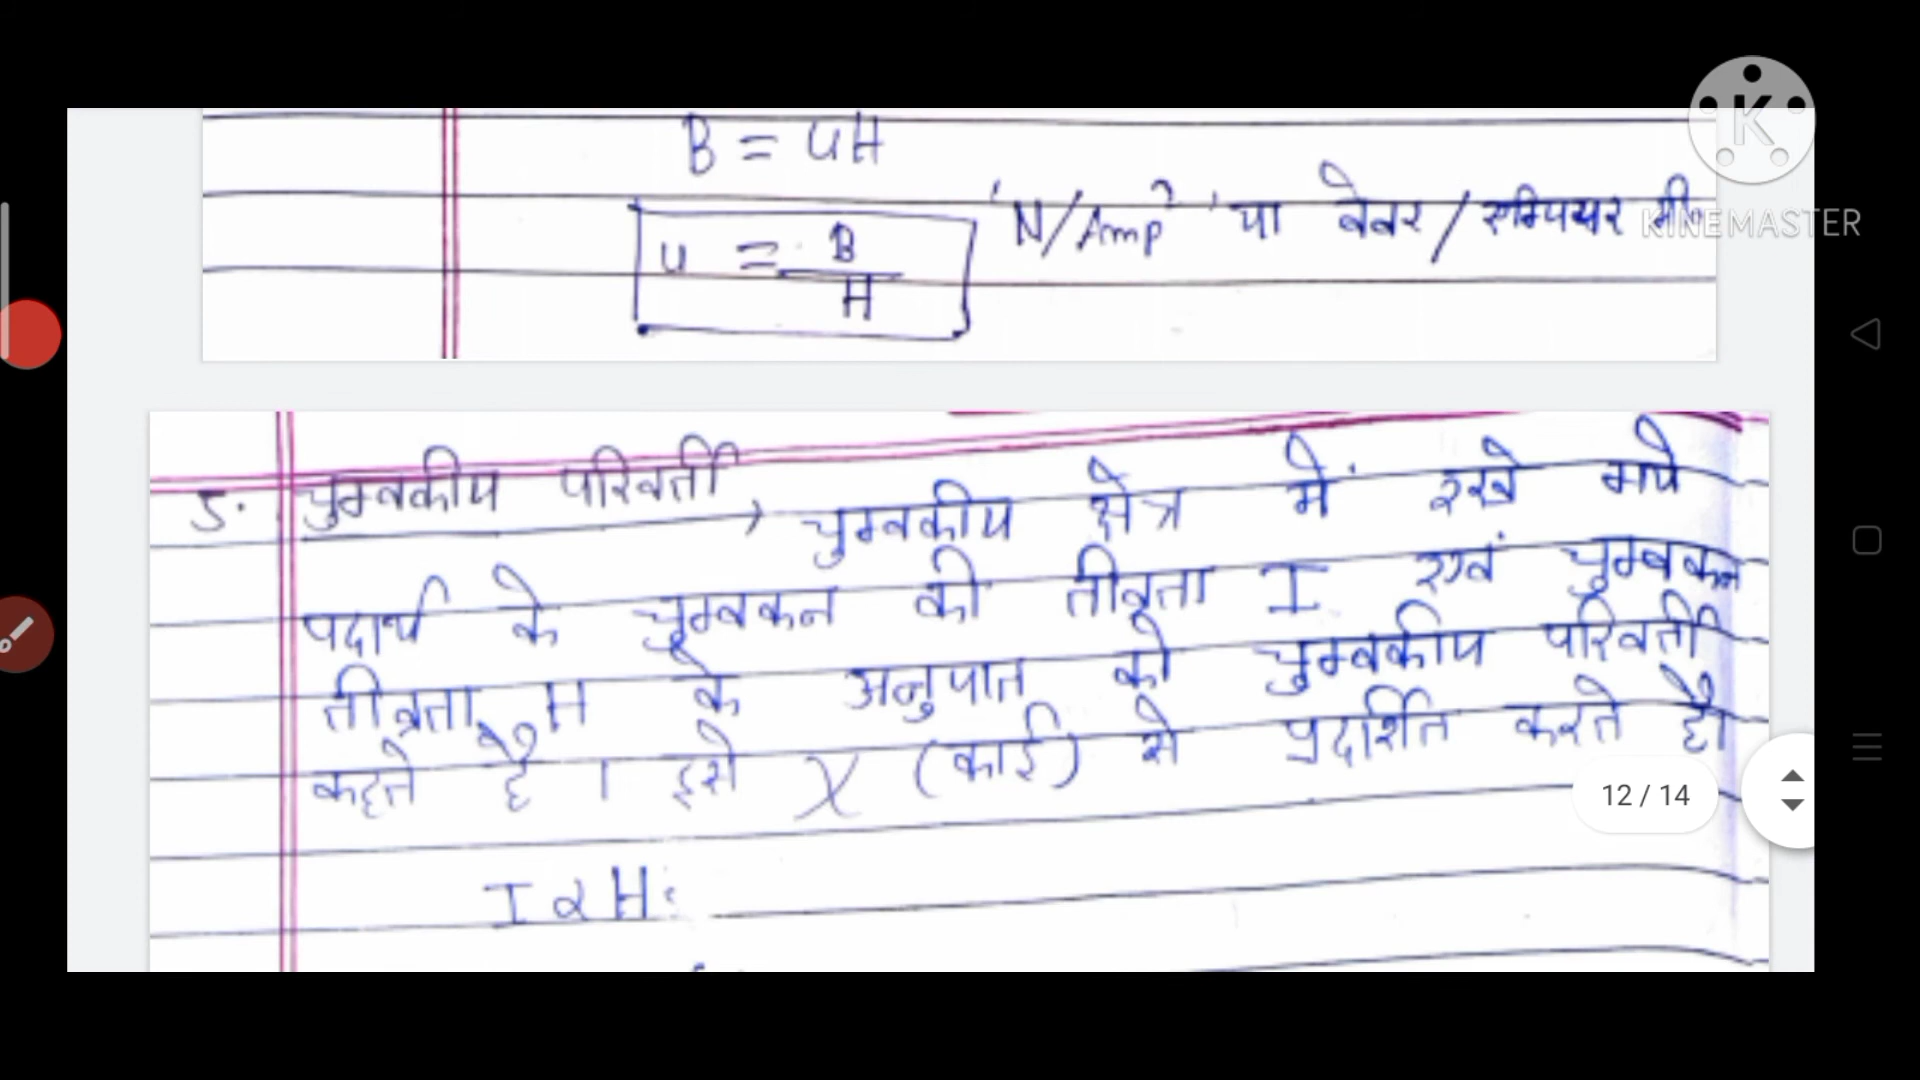 B = uH
u = B/H 'N/Amp²' या वेबर/एम्पियर मी.
KINEMASTER
5. चुम्बकीय परिवर्ती → चुम्बकीय क्षेत्र में रखे गये
पदार्थ के चुम्बकन की तीव्रता I एवं चुम्बकन
तीव्रता H के अनुपात को चुम्बकीय परिवर्ती
कहते है । इसे χ (काई) से प्रदर्शित करते है।
12 / 14
I α H